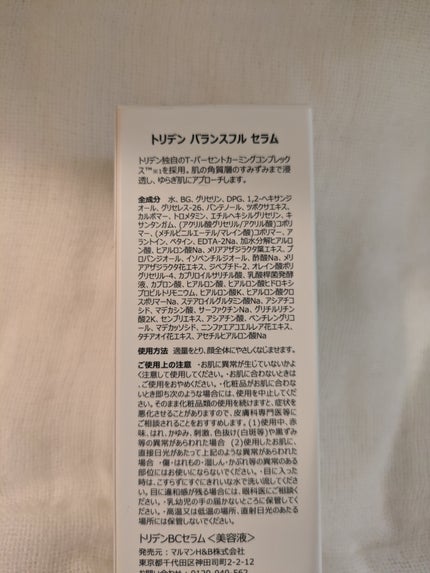 トリデン バランスフル セラム
トリデン独自のT-パーセントカーミングコンプレック
ス™※1を採用。肌の角質層のすみずみまで浸
透し、ゆらぎ肌にアプローチします。
全成分 水、BG、グリセリン、DPG、1,2-ヘキサンジ
オール、グリセレス-26、パンテノール、ツボクサエキス、
カルボマー、トロメタミン、エチルヘキシルグリセリン、キ
サンタンガム、(アクリル酸グリセリル/アクリル酸)コポリ
マー、(メチルビニルエーテル/マレイン酸)コポリマー、ア
ラントイン、ベタイン、EDTA-2Na、加水分解ヒアルロ
ン酸、ヒアルロン酸Na、メリアアザジラクタ葉エキス、プ
ロパンジオール、イソペンチルジオール、酢酸Na、メリ
アアザジラクタ花エキス、ジペプチド-2、オレイン酸ポリ
グリセリル-4、カプリロイルサリチル酸、乳酸桿菌発酵
液、カプロン酸、ヒアルロン酸、ヒアルロン酸ヒドロキシ
プロピルトリモニウム、ヒアルロン酸K、ヒアルロン酸クロ
スポリマーNa、ステアロイルグルタミン酸Na、アシアチコ
シド、マデカシン酸、サーファクチンNa、グリチルリチン
酸2K、センブリエキス、アシアチン酸、ペンチレングリコ
ール、マデカッソシド、ニンファエアコエルレア花エキス、
タチアオイ花エキス、アセチルヒアルロン酸Na
使用方法 適量をとり、顔全体にやさしくなじませます。
ご使用上の注意 ・お肌に異常が生じていないかよ
く注意して使用してください。・お肌に合わないときは
、ご使用をおやめください。・化粧品がお肌に合わな
いとき即ち次のような場合には、使用を中止してくださ
い。そのまま化粧品類の使用を続けますと、症状を
悪化させることがありますので、皮膚科専門医等に
ご相談されることをおすすめします。(1)使用中、赤
味、はれ、かゆみ、刺激、色抜け(白斑等)や黒ずみ
等の異常があらわれた場合 (2)使用したお肌に、
直接日光があたって上記のような異常があらわれた
場合 ・傷・はれもの・湿しん・かぶれ等の異常のある
部位にはお使いにならないでください。・目に入った
時は、こすらずにすぐにきれいな水で洗い流してくださ
い。目に違和感が残る場合には、眼科医にご相談く
ださい。・乳幼児の手の届かないところに保管してく
ださい。・高温又は低温の場所、直射日光のあたる
場所には保管しないでください。
トリデンBCセラム＜美容液＞
発売元：マルマンH&B株式会社
東京都千代田区神田司町2-2-12
お問い合わせ：0120-040-562